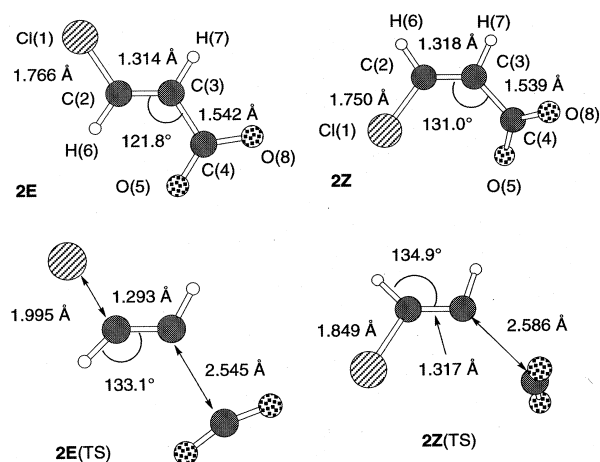 Cl(1)
H(7)
1.314 Å
1.766 Å
C(2)
C(3)
1.542 Å
H(6)
121.8°
C(4)
O(8)
O(5)
2E
H(6)
H(7)
1.318 Å
C(2)
C(3)
1.750 Å
1.539 Å
O(8)
Cl(1)
131.0°
C(4)
O(5)
2Z
1.995 Å
1.293 Å
133.1°
2.545 Å
2E(TS)
134.9°
1.849 Å
2.586 Å
1.317 Å
2Z(TS)